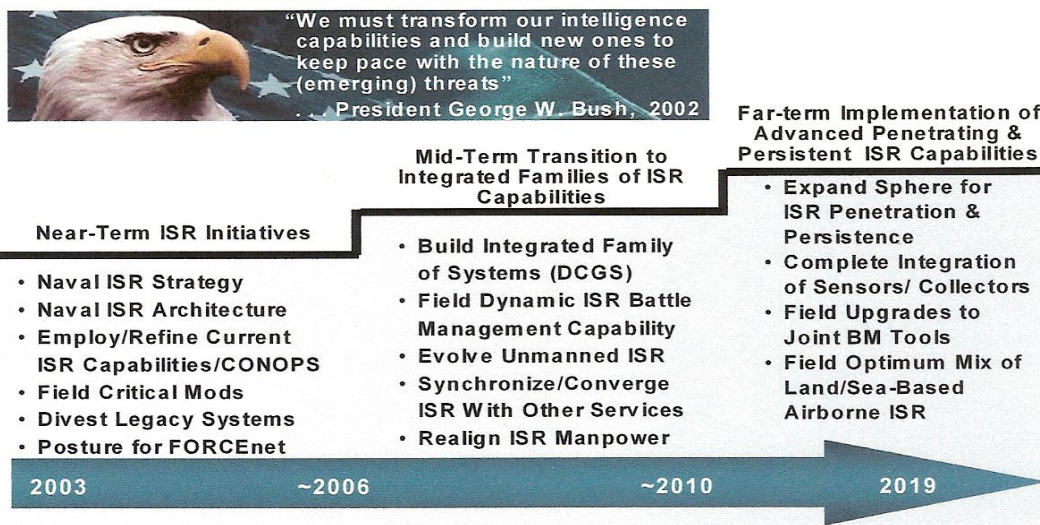 “We must transform our intelligence
capabilities and build new ones to
keep pace with the nature of these
(emerging) threats”
. . . President George W. Bush, 2002
Near-Term ISR Initiatives
• Naval ISR Strategy
• Naval ISR Architecture
• Employ/Refine Current
ISR Capabilities/CONOPS
• Field Critical Mods
• Divest Legacy Systems
• Posture for FORCEnet
Mid-Term Transition to
Integrated Families of ISR
Capabilities
• Build Integrated Family
of Systems (DCGS)
• Field Dynamic ISR Battle
Management Capability
• Evolve Unmanned ISR
• Synchronize/Converge
ISR With Other Services
• Realign ISR Manpower
Far-term Implementation of
Advanced Penetrating &
Persistent ISR Capabilities
• Expand Sphere for
ISR Penetration &
Persistence
• Complete Integration
of Sensors/ Collectors
• Field Upgrades to
Joint BM Tools
• Field Optimum Mix of
Land/Sea-Based
Airborne ISR
2003 ~2006 ~2010 2019